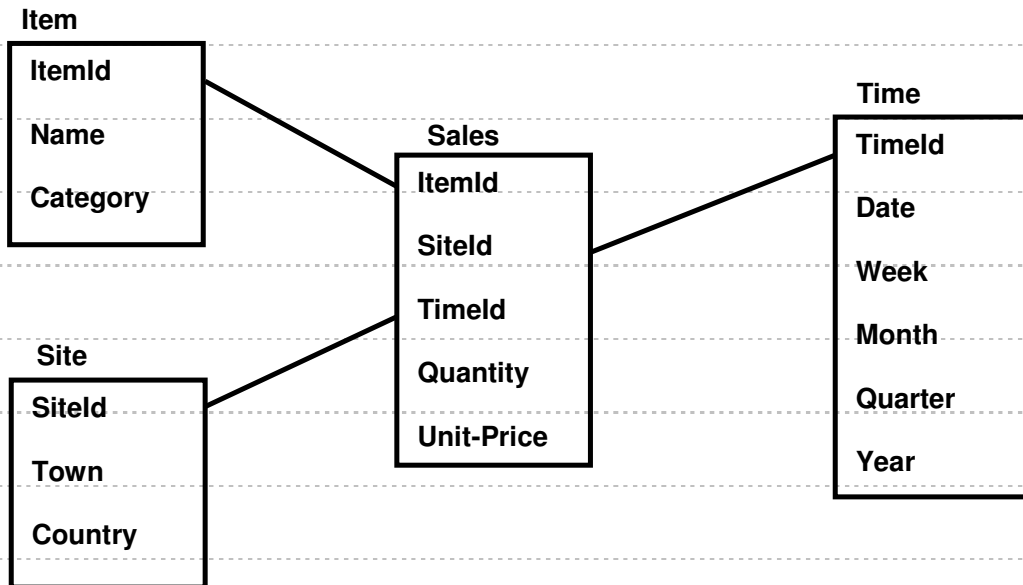 Item
ItemId
Name
Category
Site
SiteId
Town
Country
Sales
ItemId
SiteId
TimeId
Quantity
Unit-Price
Time
TimeId
Date
Week
Month
Quarter
Year